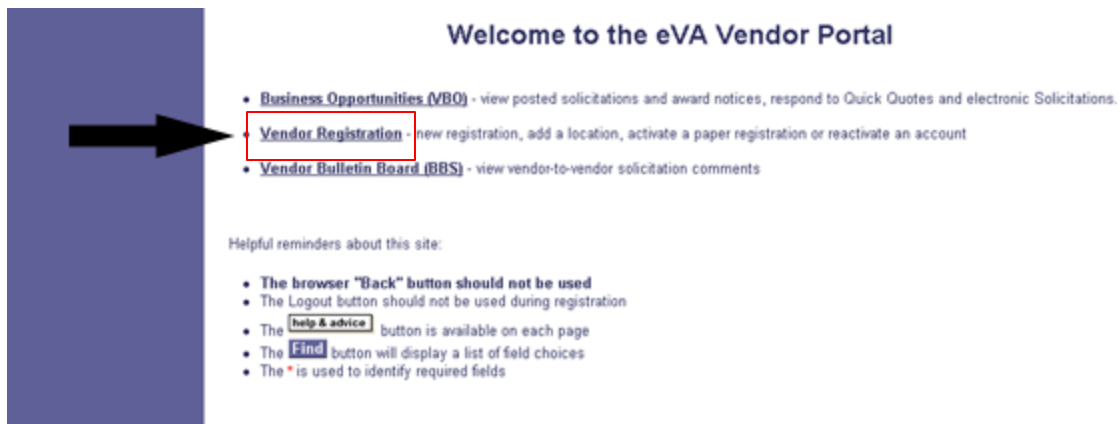 Welcome to the eVA Vendor Portal
• Business Opportunities (VBO) - view posted solicitations and award notices, respond to Quick Quotes and electronic Solicitations.
• Vendor Registration - new registration, add a location, activate a paper registration or reactivate an account
• Vendor Bulletin Board (BBS) - view vendor-to-vendor solicitation comments
Helpful reminders about this site:
• The browser "Back" button should not be used
• The Logout button should not be used during registration
• The help & advice button is available on each page
• The Find button will display a list of field choices
• The * is used to identify required fields